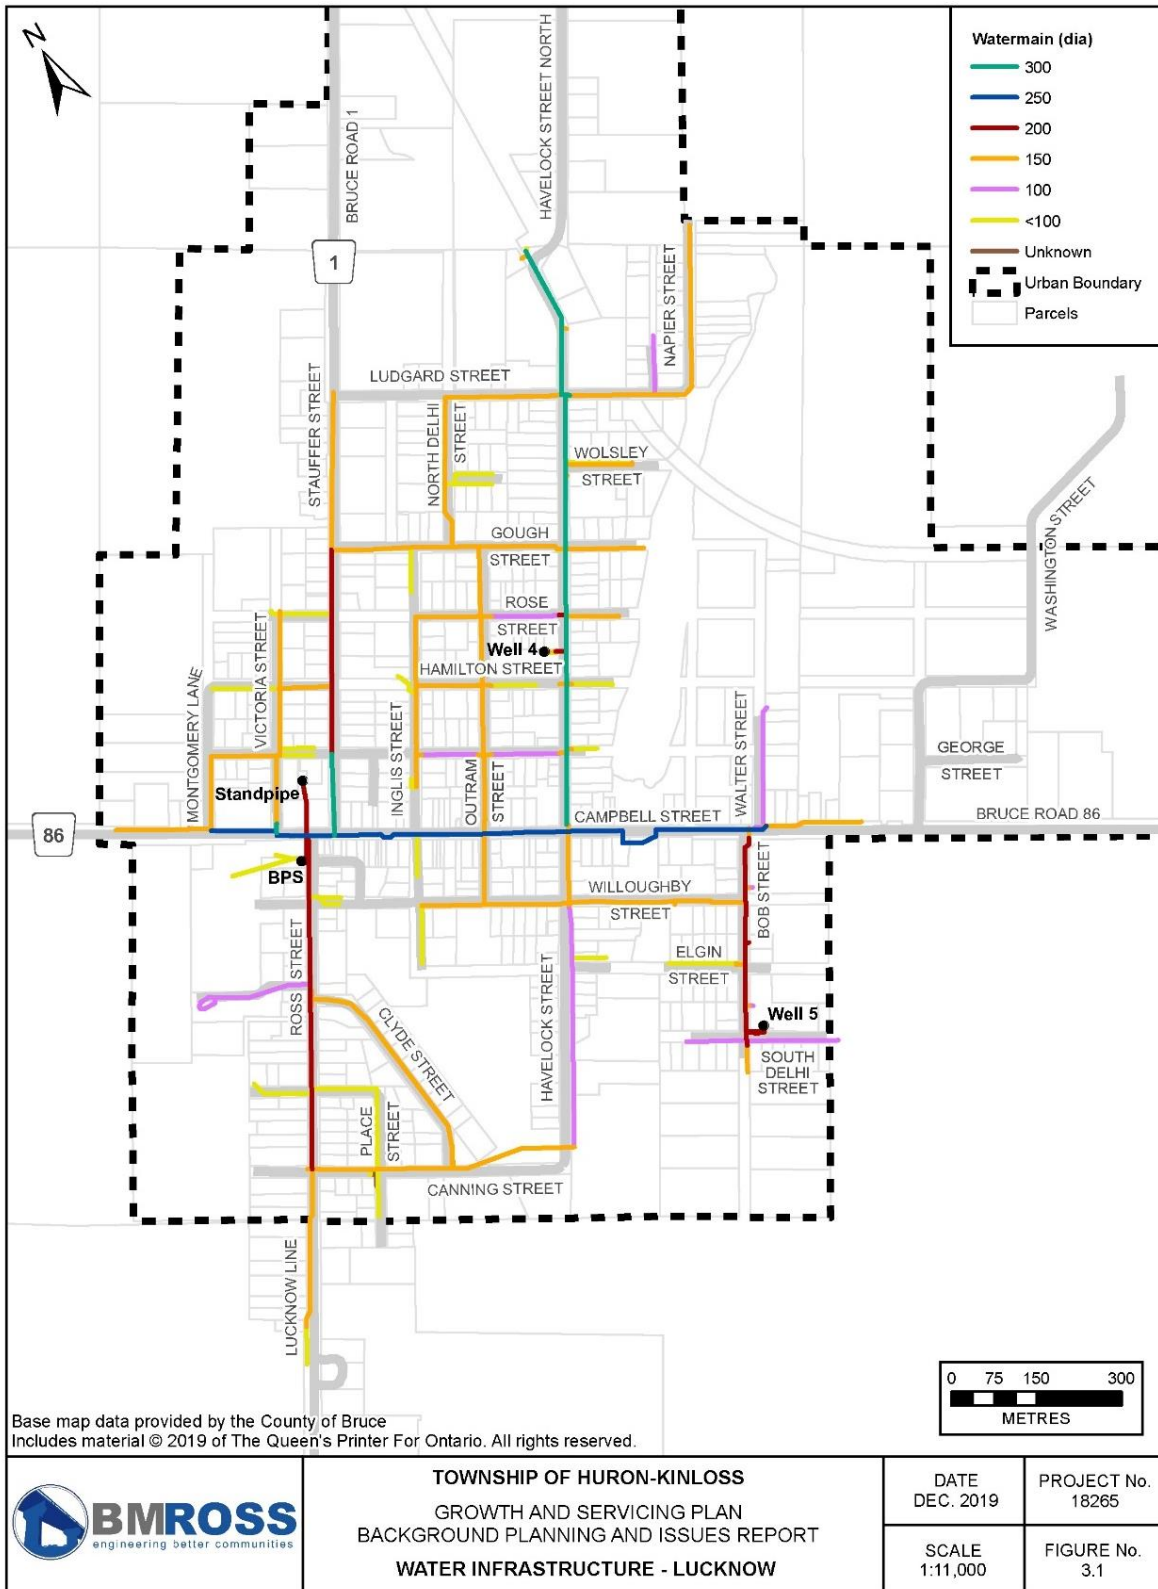 N
Watermain (dia)
300
250
200
150
100
<100
Unknown
Urban Boundary
Parcels
BRUCE ROAD 1
HAVELOCK STREET NORTH
1
NAPIER STREET
LUDGARD STREET
STAUFFER STREET
NORTH DELHI
STREET
WOLSLEY
STREET
WASHINGTON STREET
GOUGH
STREET
ROSE
STREET
Well 4
HAMILTON STREET
MONTGOMERY LANE
VICTORIA STREET
INGLIS STREET
OUTRAM
STREET
WALTER STREET
GEORGE
STREET
Standpipe
CAMPBELL STREET
BRUCE ROAD 86
86
BPS
WILLOUGHBY
STREET
BOB STREET
ELGIN
STREET
ROSS STREET
CLYDE STREET
HAVELOCK STREET
Well 5
SOUTH
DELHI
STREET
PLACE
STREET
CANNING STREET
LUCKNOW LINE
0 75 150 300
METRES
Base map data provided by the County of Bruce
Includes material © 2019 of The Queen's Printer For Ontario. All rights reserved.
BMROSS
engineering better communities
TOWNSHIP OF HURON-KINLOSS
GROWTH AND SERVICING PLAN
BACKGROUND PLANNING AND ISSUES REPORT
WATER INFRASTRUCTURE - LUCKNOW
DATE
DEC. 2019
PROJECT No.
18265
SCALE
1:11,000
FIGURE No.
3.1